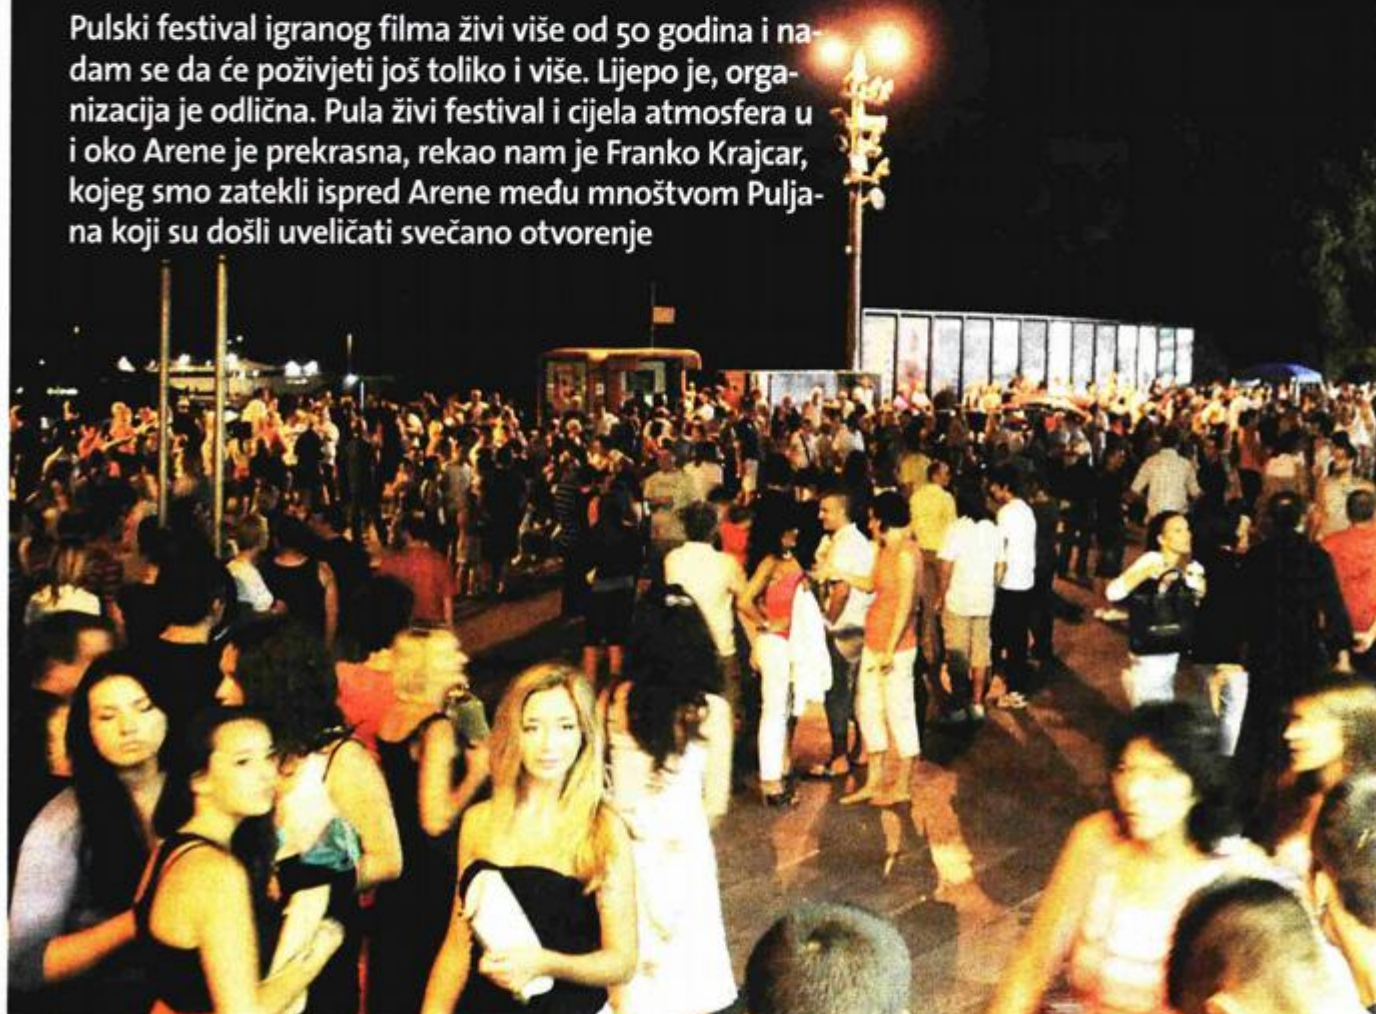 Pulski festival igranog filma živi više od 50 godina i na-
dam se da će poživjeti još toliko i više. Lijepo je, orga-
nizacija je odlična. Pula živi festival i cijela atmosfera u
i oko Arene je prekrasna, rekao nam je Franko Krajcar,
kojeg smo zatekli ispred Arene među mnoštvom Pulja-
na koji su došli uveličati svečano otvorenje